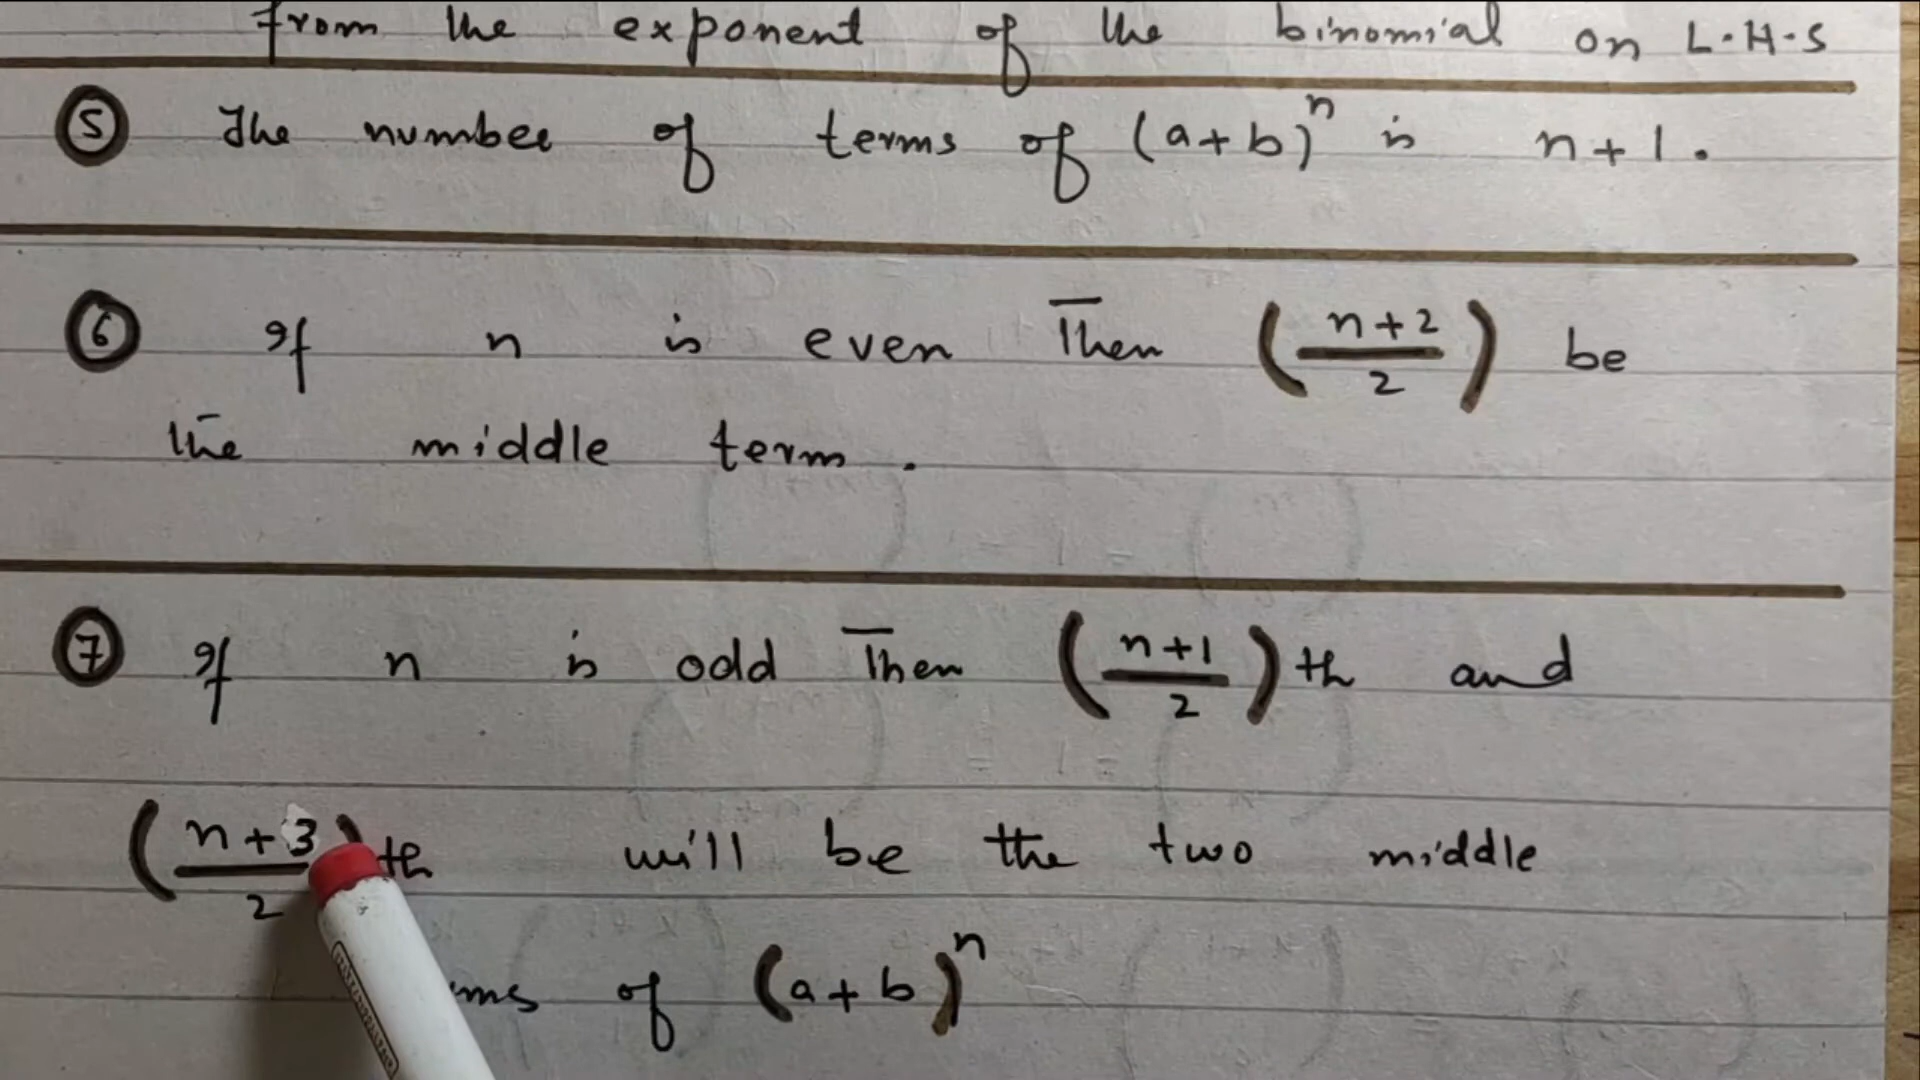 from the exponent of the binomial on L.H.S
⑤ The number of terms of (a+b)^n is n+1.
⑥ If n is even Then ((n+2)/2) be
the middle term.
⑦ If n is odd Then ((n+1)/2)th and
((n+3)/2)th will be the two middle
of (a+b)^n